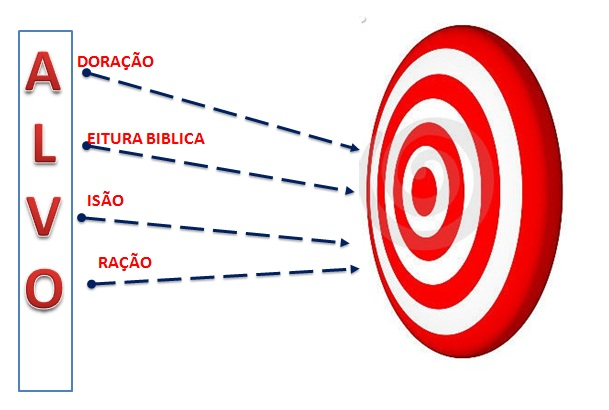 A DORAÇÃO
L EITURA BIBLICA
V ISÃO
O RAÇÃO